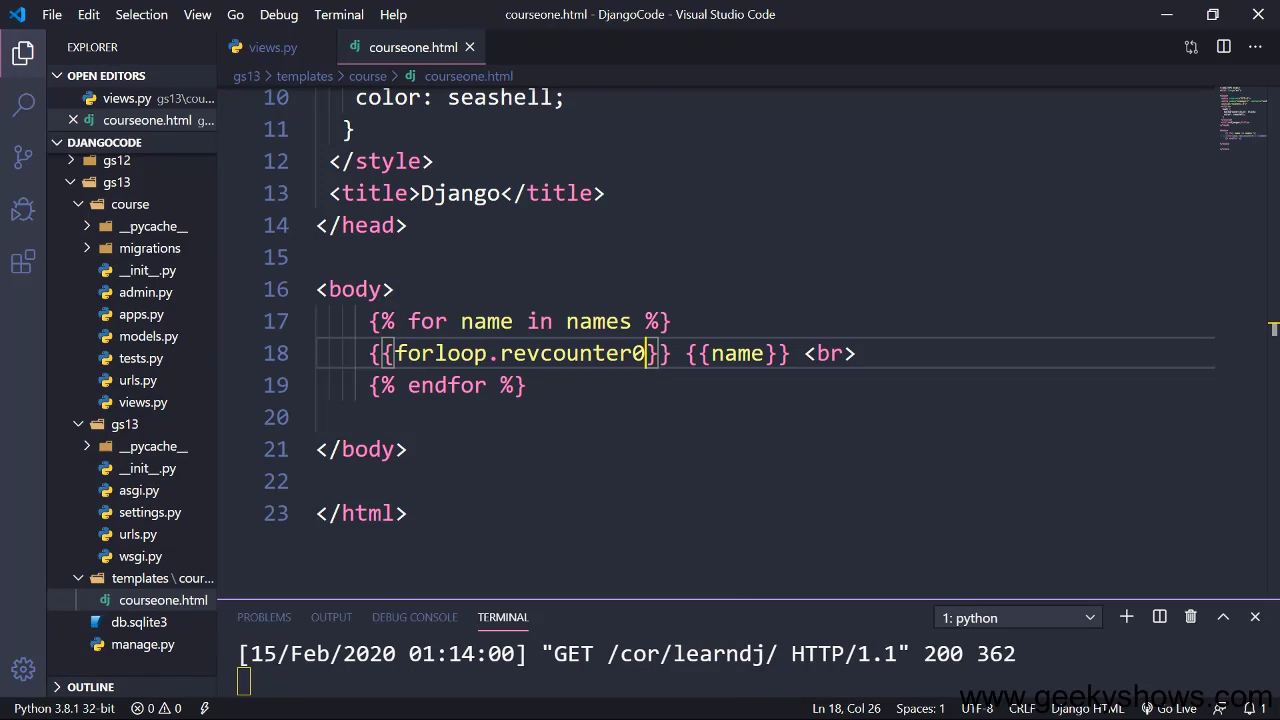 File Edit Selection View Go Debug Terminal Help
courseone.html - DjangoCode - Visual Studio Code
EXPLORER
OPEN EDITORS
views.py gs13\cou...
courseone.html g...
DJANGOCODE
gs12
gs13
course
__pycache__
migrations
__init__.py
admin.py
apps.py
models.py
tests.py
urls.py
views.py
gs13
__pycache__
__init__.py
asgi.py
settings.py
urls.py
wsgi.py
templates \ cour...
courseone.html
db.sqlite3
manage.py
OUTLINE
views.py
courseone.html
gs13 > templates > course > courseone.html
10 color: seashell;
11 }
12 </style>
13 <title>Django</title>
14 </head>
15
16 <body>
17 {% for name in names %}
18 {{forloop.revcounter0}} {{name}} <br>
19 {% endfor %}
20
21 </body>
22
23 </html>
PROBLEMS OUTPUT DEBUG CONSOLE TERMINAL
1: python
[15/Feb/2020 01:14:00] "GET /cor/learndj/ HTTP/1.1" 200 362
www.geekyshows.com
Python 3.8.1 32-bit 0 0
Ln 18, Col 26 Spaces: 1 UTF-8 CRLF Django HTML Go Live 1